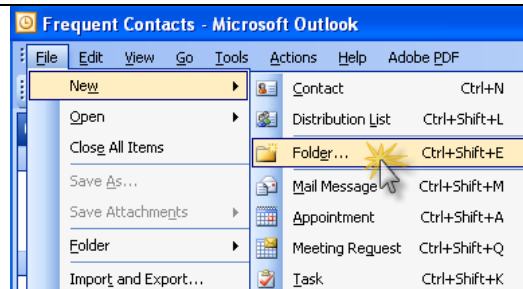 Frequent Contacts - Microsoft Outlook
File Edit View Go Tools Actions Help Adobe PDF
New
Open
Close All Items
Save As...
Save Attachments
Folder
Import and Export...
Contact Ctrl+N
Distribution List Ctrl+Shift+L
Folder... Ctrl+Shift+E
Mail Message Ctrl+Shift+M
Appointment Ctrl+Shift+A
Meeting Request Ctrl+Shift+Q
Task Ctrl+Shift+K